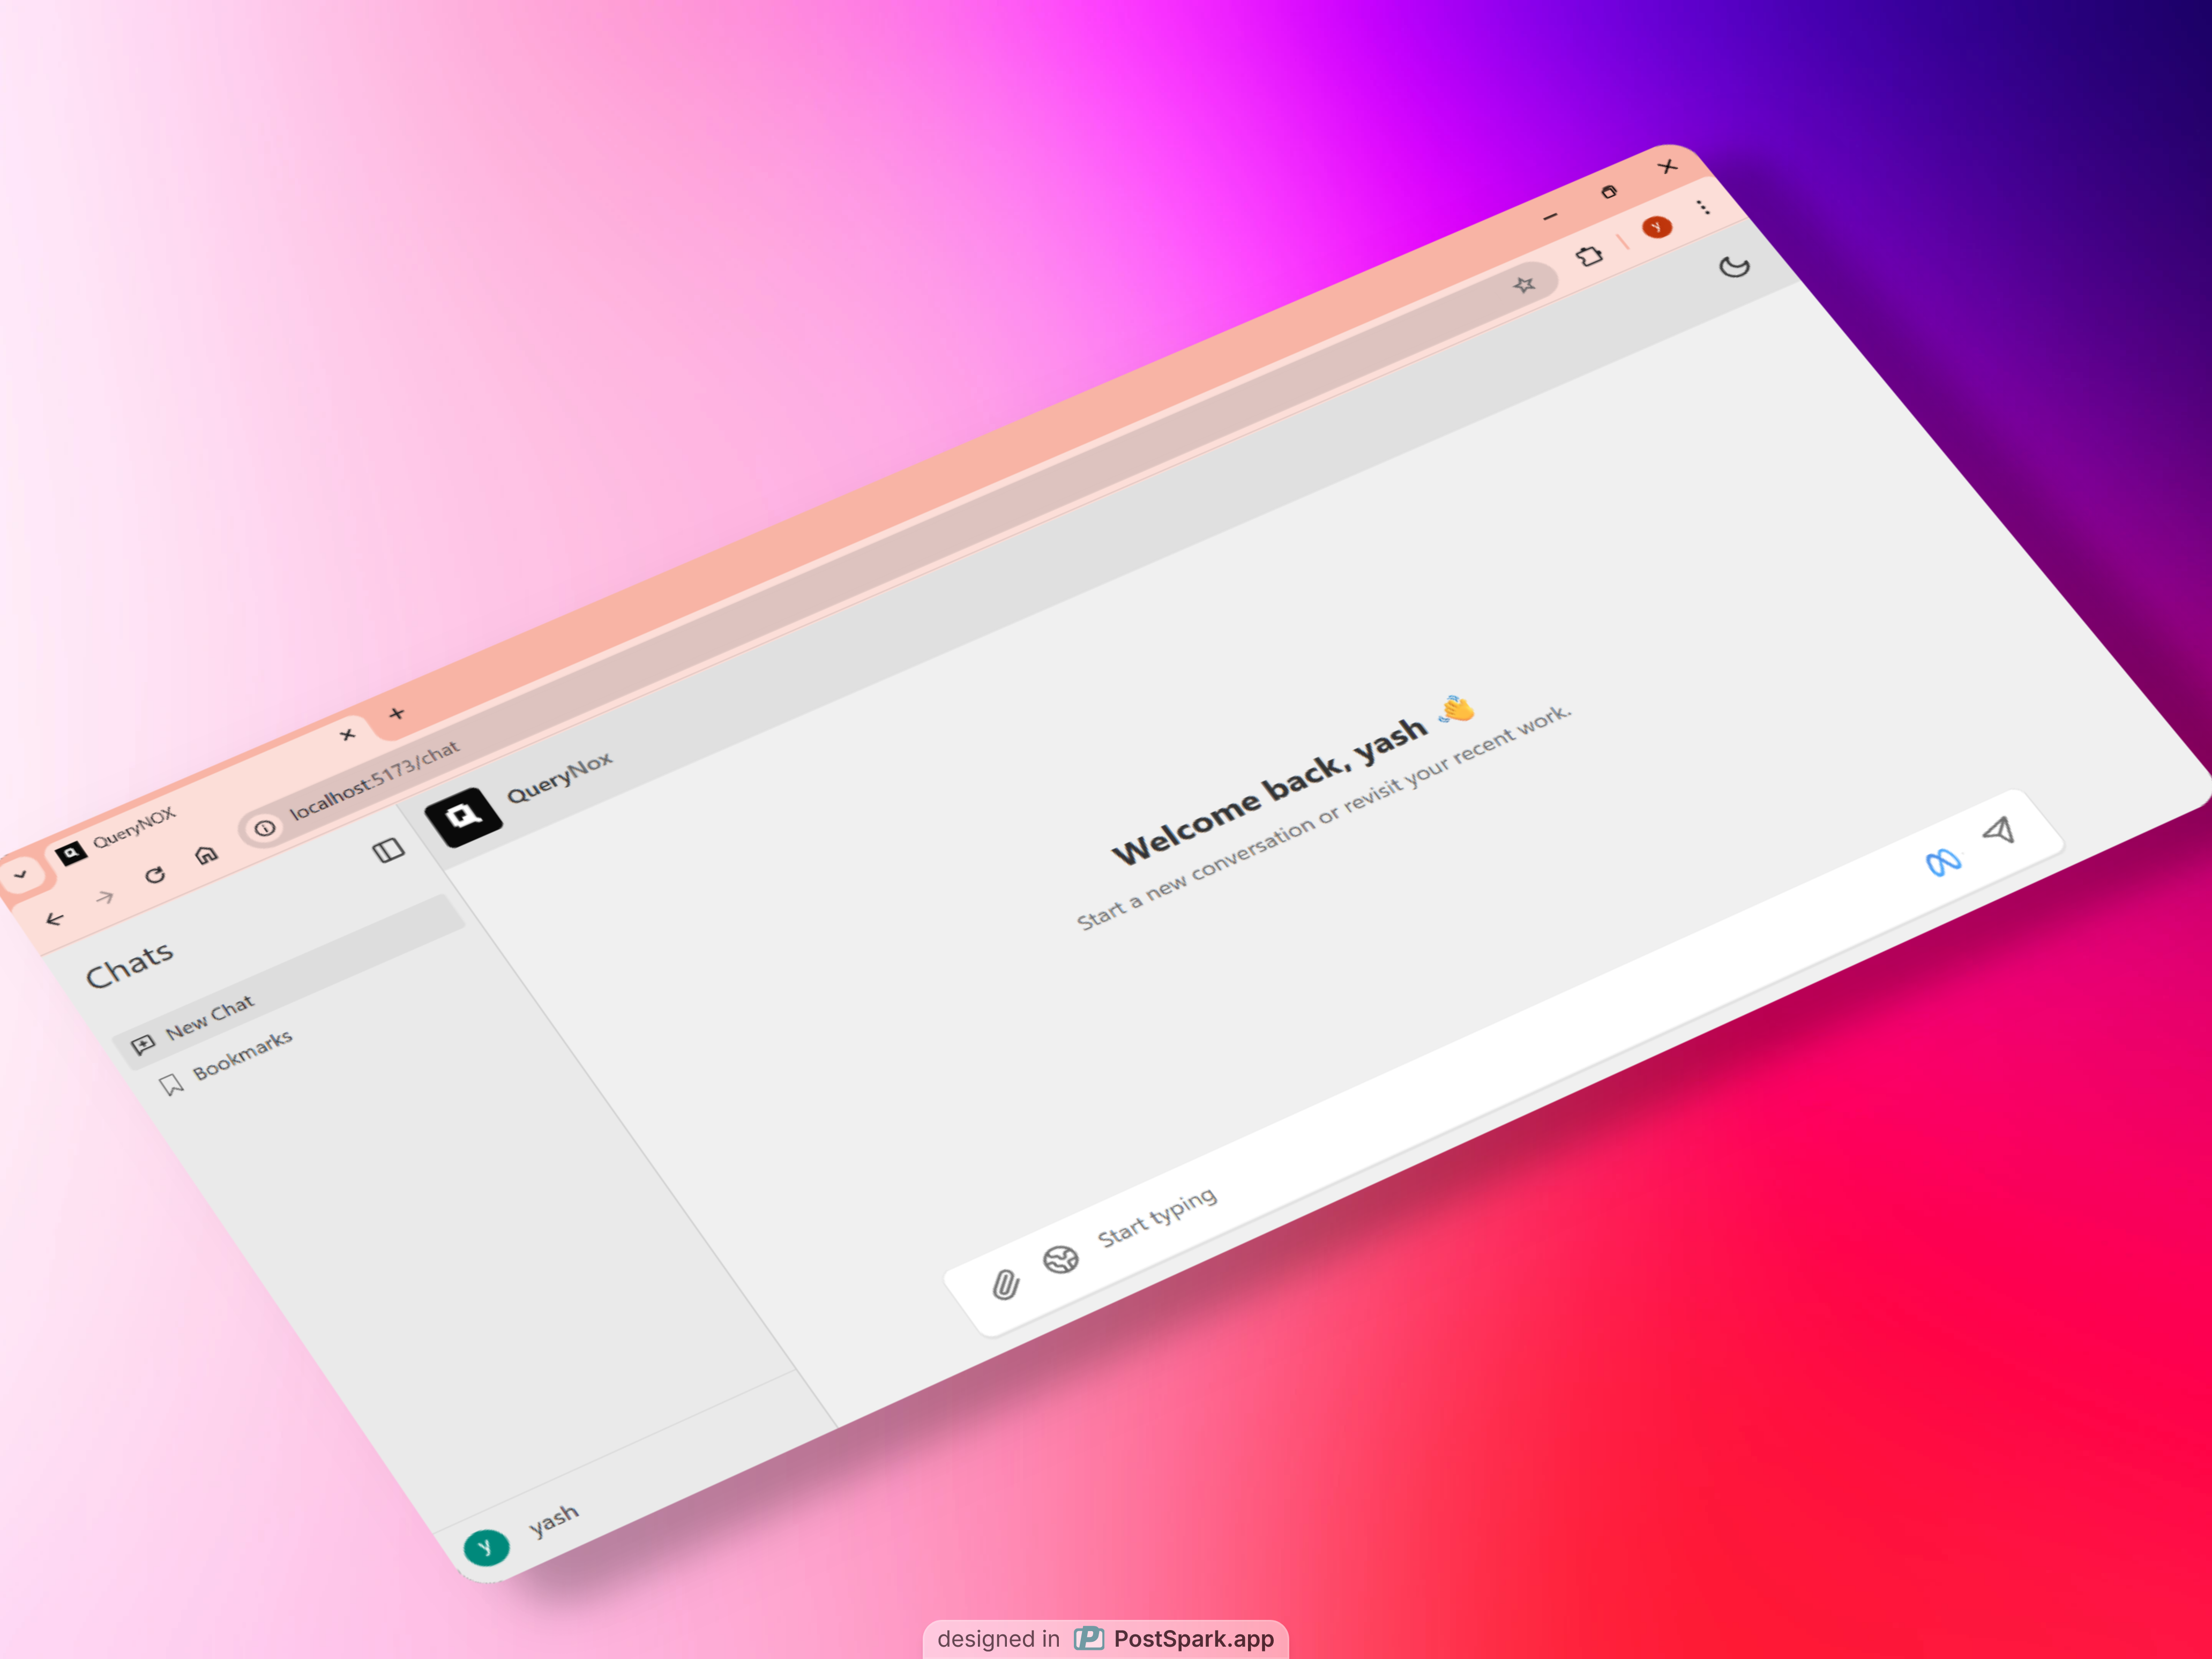 QueryNOX
localhost:5173/chat
y
Chats
New Chat
Bookmarks
y
yash
QueryNox
Welcome back, yash 👋
Start a new conversation or revisit your recent work.
Start typing
designed in PostSpark.app